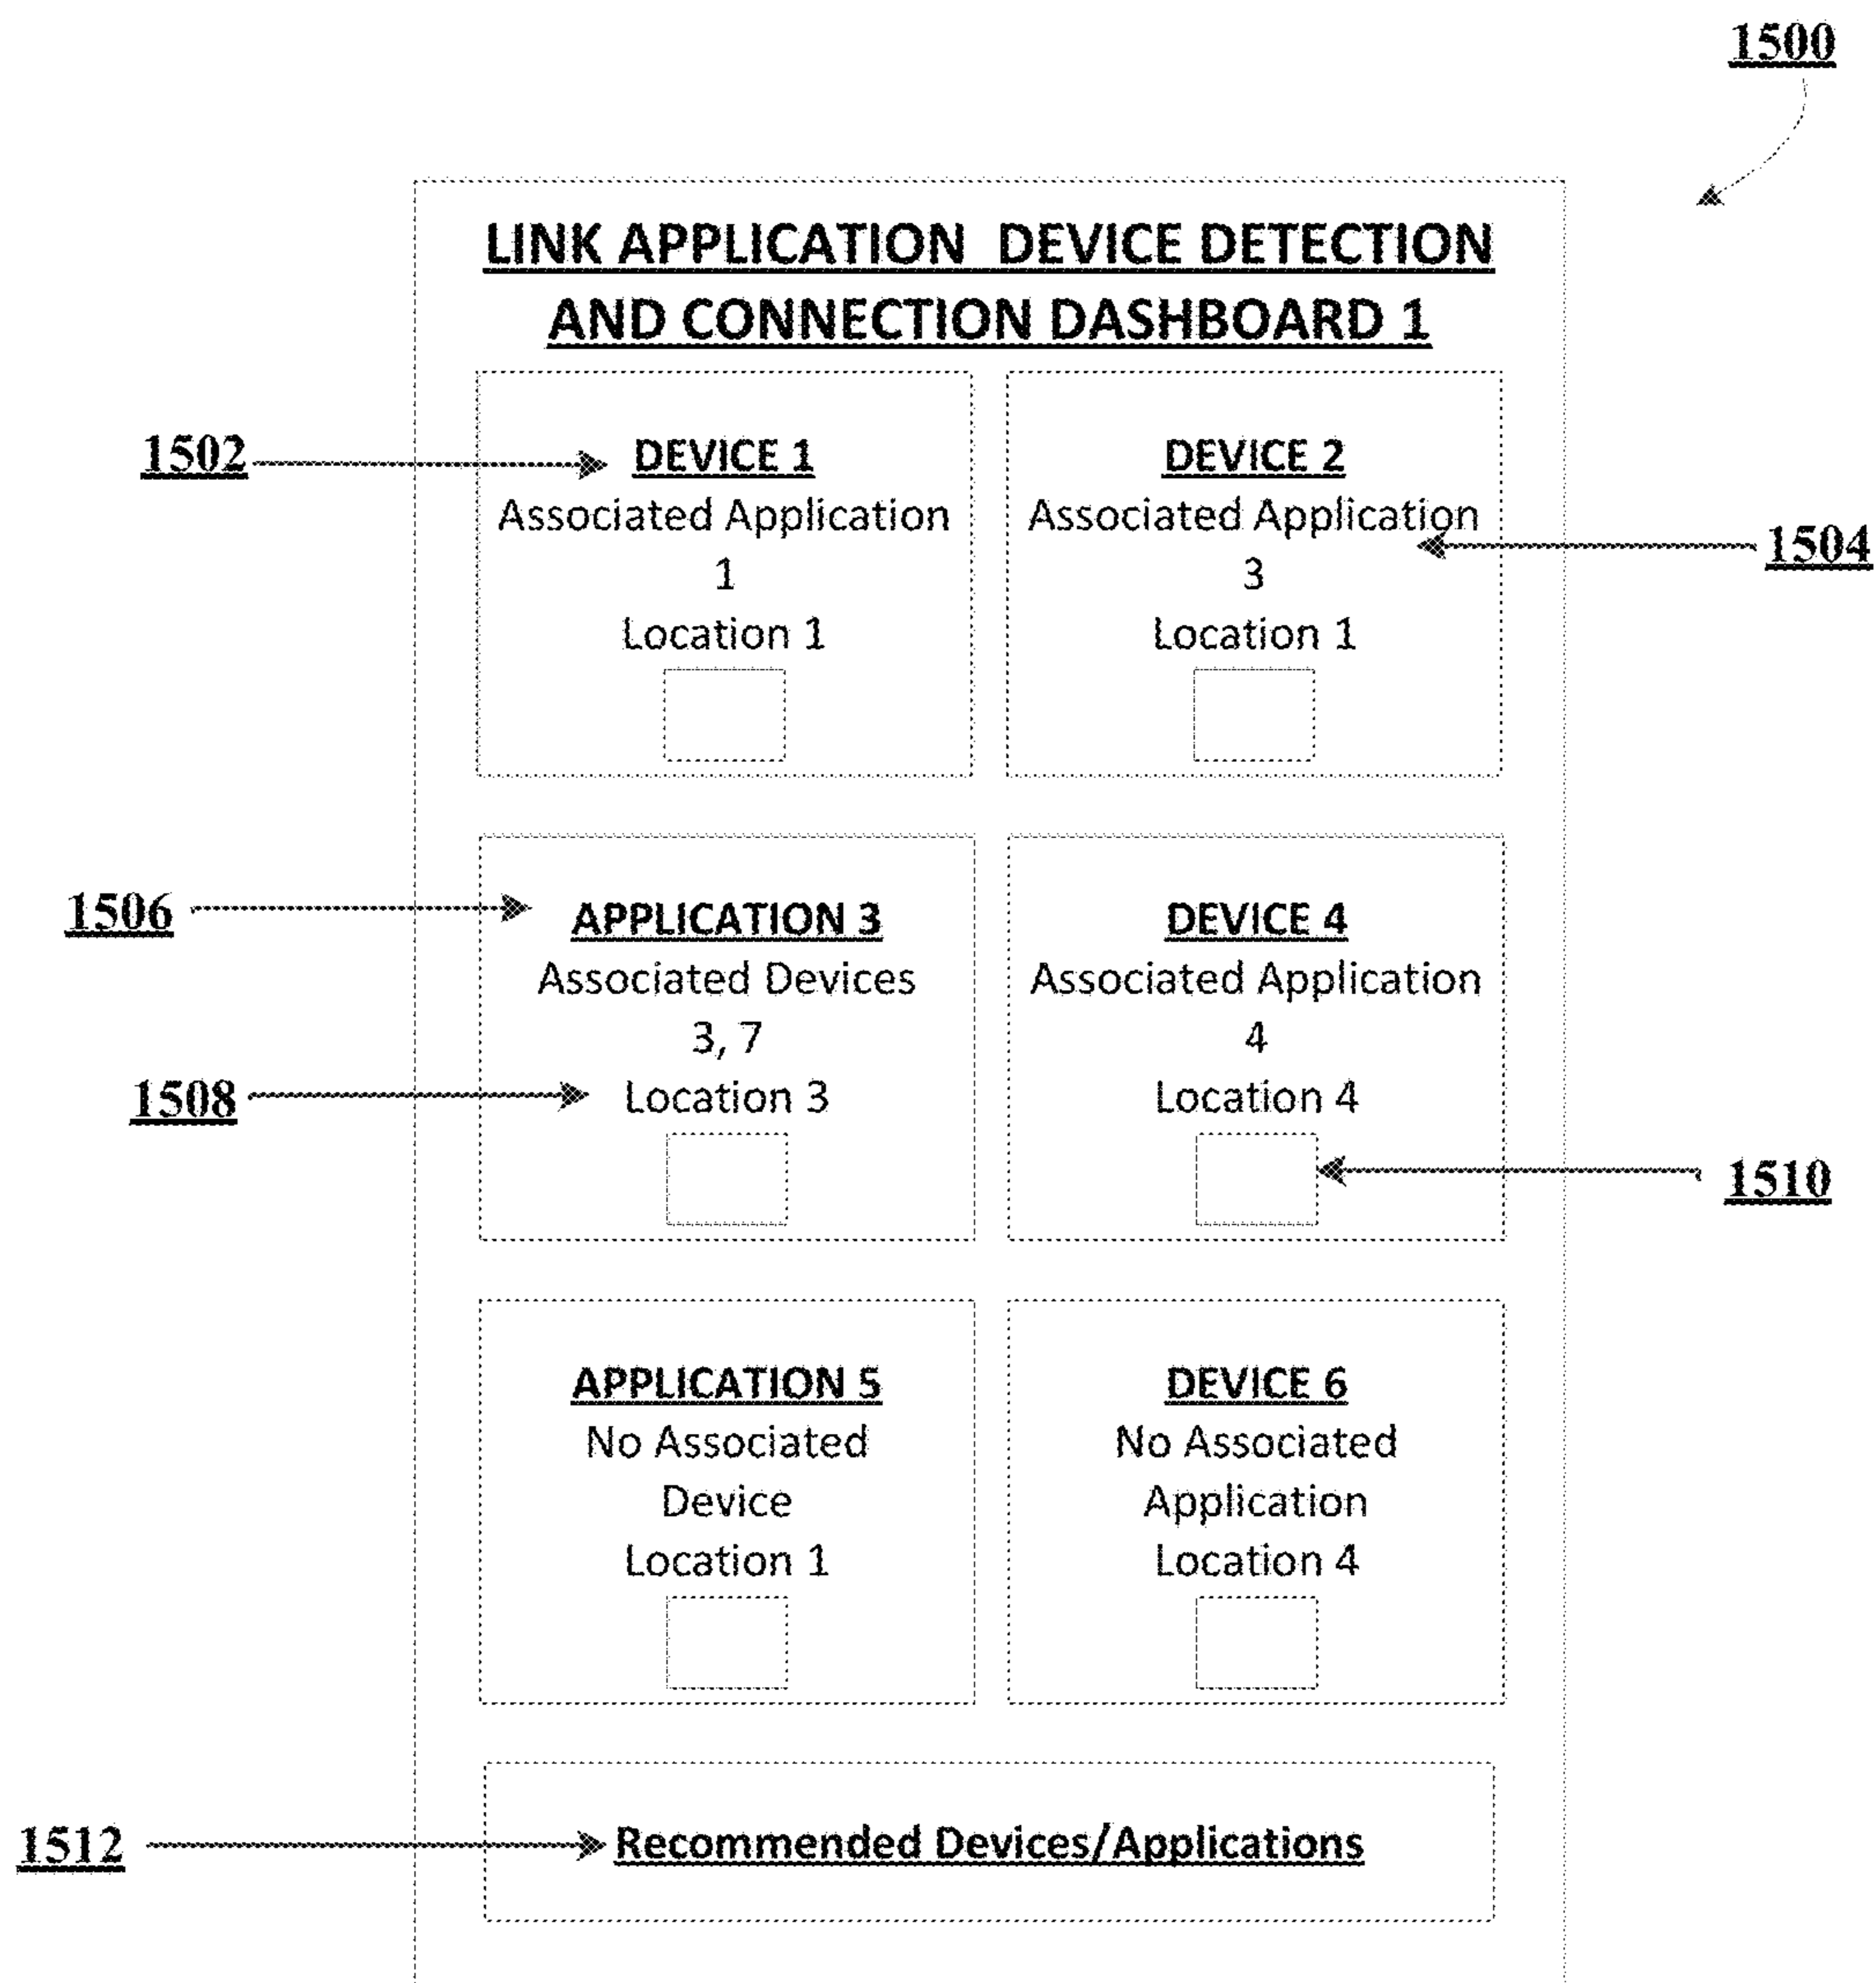 1500
LINK APPLICATION DEVICE DETECTION
AND CONNECTION DASHBOARD 1
1502
DEVICE 1
Associated Application
1
Location 1
DEVICE 2
Associated Application
3
Location 1
1504
1506
APPLICATION 3
Associated Devices
3, 7
1508
Location 3
DEVICE 4
Associated Application
4
Location 4
1510
APPLICATION 5
No Associated
Device
Location 1
DEVICE 6
No Associated
Application
Location 4
1512
Recommended Devices/Applications